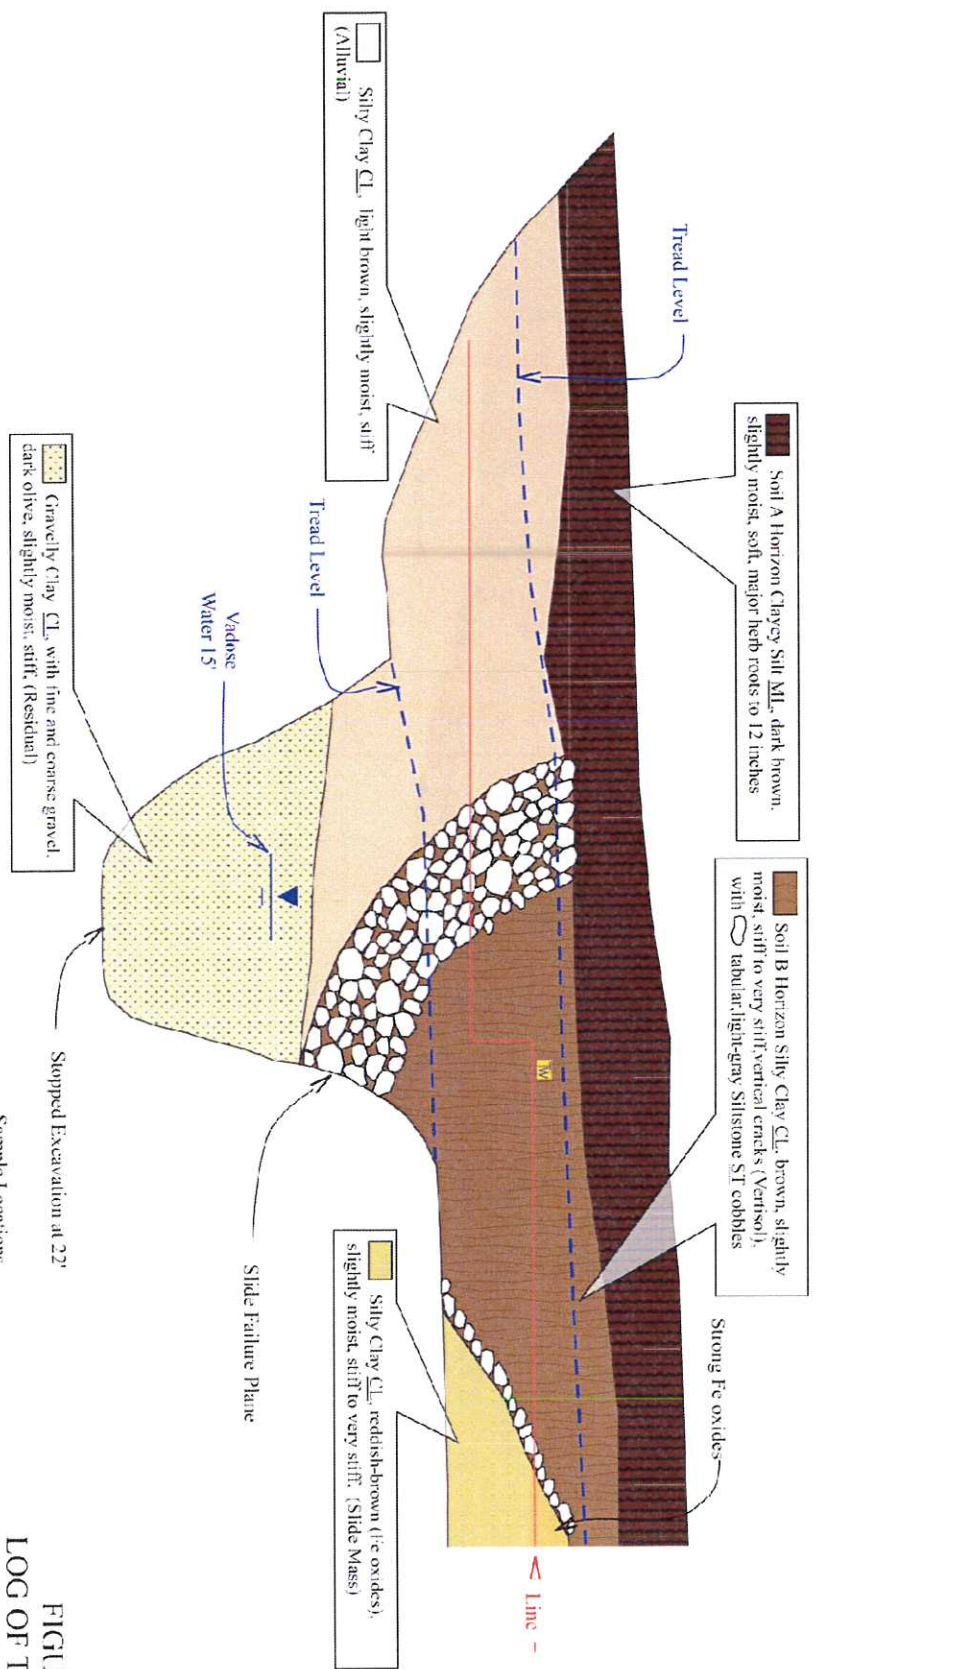 Soil A Horizon Clayey Silt ML, dark brown,
slightly moist, soft, major herb roots to 12 inches
Soil B Horizon Silty Clay CL, brown, slightly
moist, stiff to very stiff,vertical cracks (Vertisol),
with tabular,light-gray Siltstone ST cobbles
Tread Level
Strong Fe oxides
Line -
W
Silty Clay CL, light brown, slightly moist, stiff
(Alluvial)
Tread Level
Vadose
Water 15'
Silty Clay CL, reddish-brown (Fe oxides),
slightly moist, stiff to very stiff. (Slide Mass)
Slide Failure Plane
Gravelly Clay CL, with fine and coarse gravel,
dark olive, slightly moist, stiff, (Residual)
Stopped Excavation at 22'
Sample Locations
LOG OF